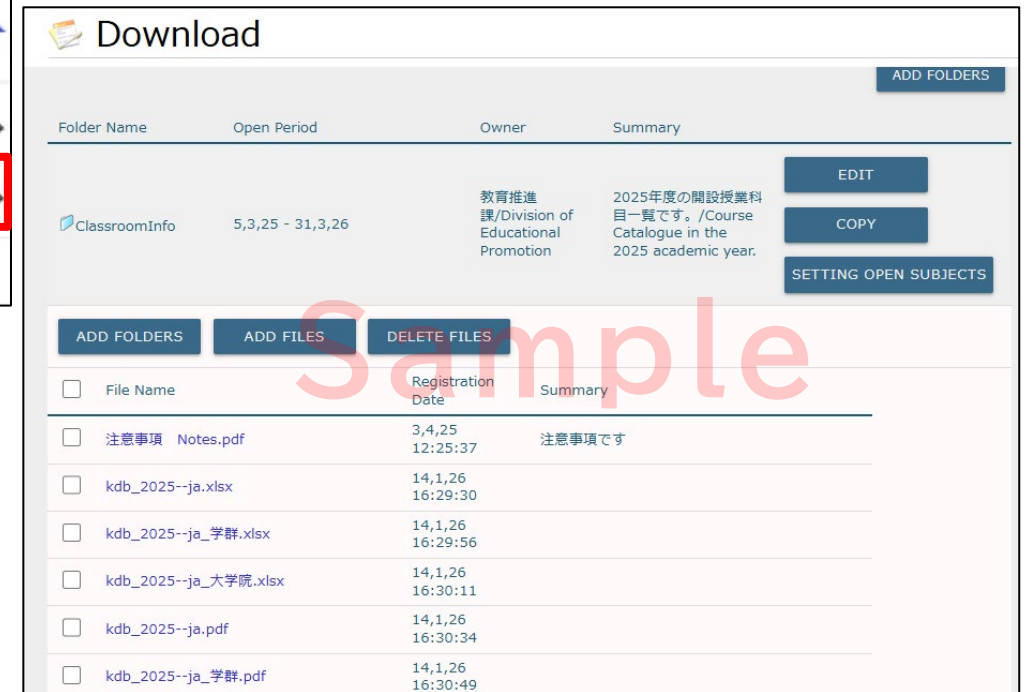 Download
ADD FOLDERS
Folder Name Open Period Owner Summary
ClassroomInfo 5,3,25 - 31,3,26
教育推進
課/Division of
Educational
Promotion
2025年度の開設授業科
目一覧です。/Course
Catalogue in the
2025 academic year.
EDIT
COPY
SETTING OPEN SUBJECTS
Sample
ADD FOLDERS ADD FILES DELETE FILES
File Name Registration Date Summary
注意事項　Notes.pdf 3,4,25 12:25:37 注意事項です
kdb_2025--ja.xlsx 14,1,26 16:29:30
kdb_2025--ja_学群.xlsx 14,1,26 16:29:56
kdb_2025--ja_大学院.xlsx 14,1,26 16:30:11
kdb_2025--ja.pdf 14,1,26 16:30:34
kdb_2025--ja_学群.pdf 14,1,26 16:30:49